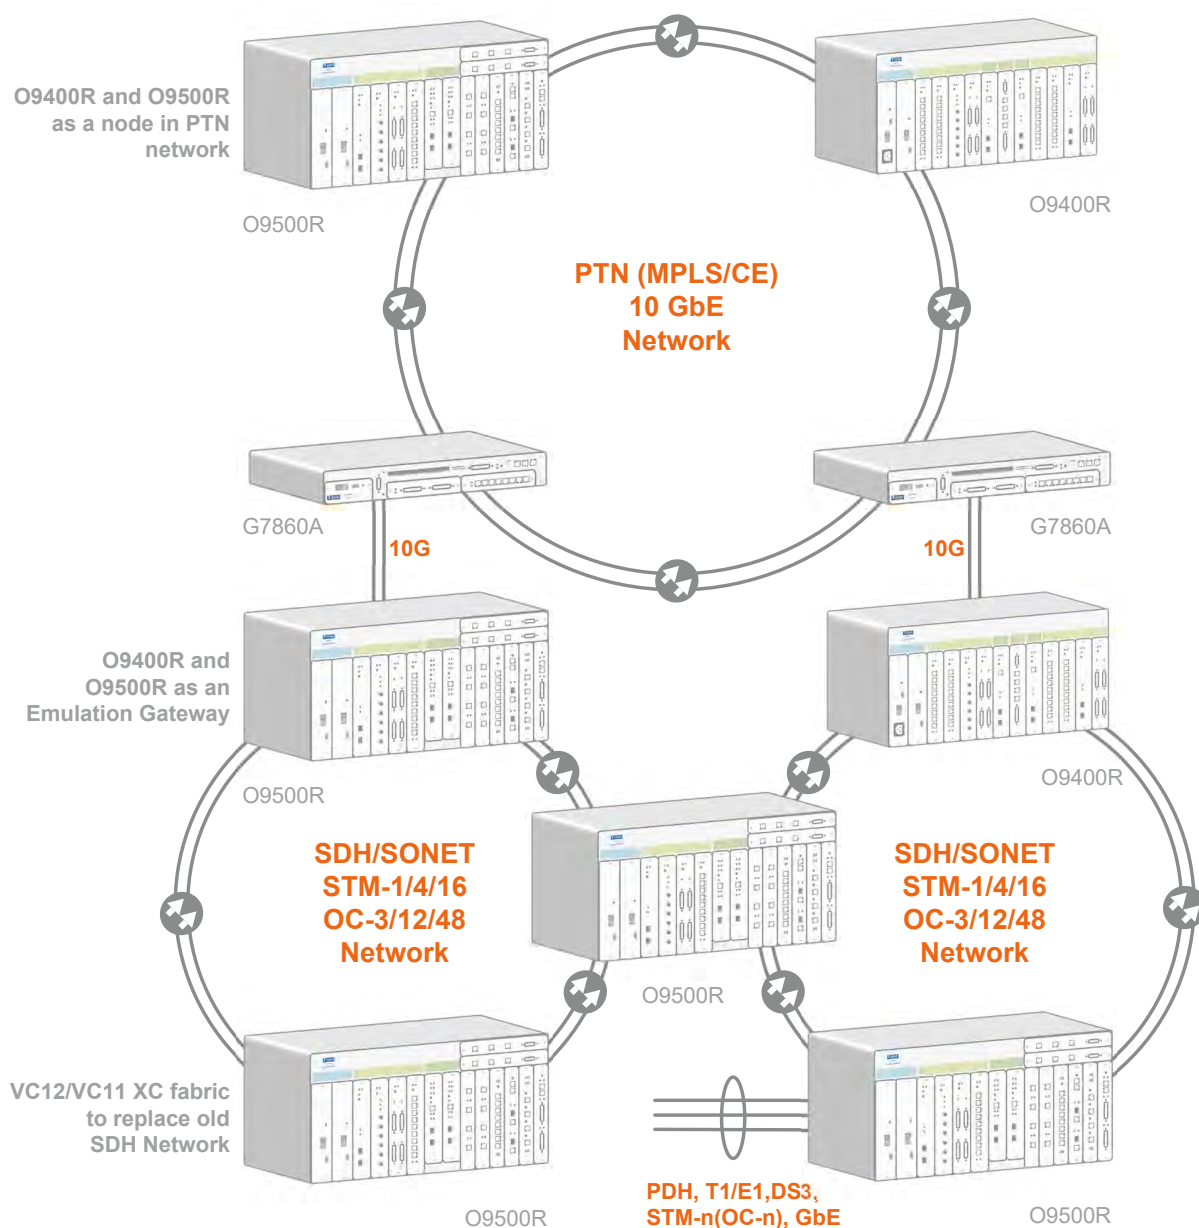 O9400R and O9500R
as a node in PTN
network
O9500R
O9400R
PTN (MPLS/CE)
10 GbE
Network
G7860A
G7860A
10G
10G
O9400R and
O9500R as an
Emulation Gateway
O9500R
O9400R
SDH/SONET
STM-1/4/16
OC-3/12/48
Network
SDH/SONET
STM-1/4/16
OC-3/12/48
Network
O9500R
VC12/VC11 XC fabric
to replace old
SDH Network
PDH, T1/E1,DS3,
STM-n(OC-n), GbE
O9500R
O9500R